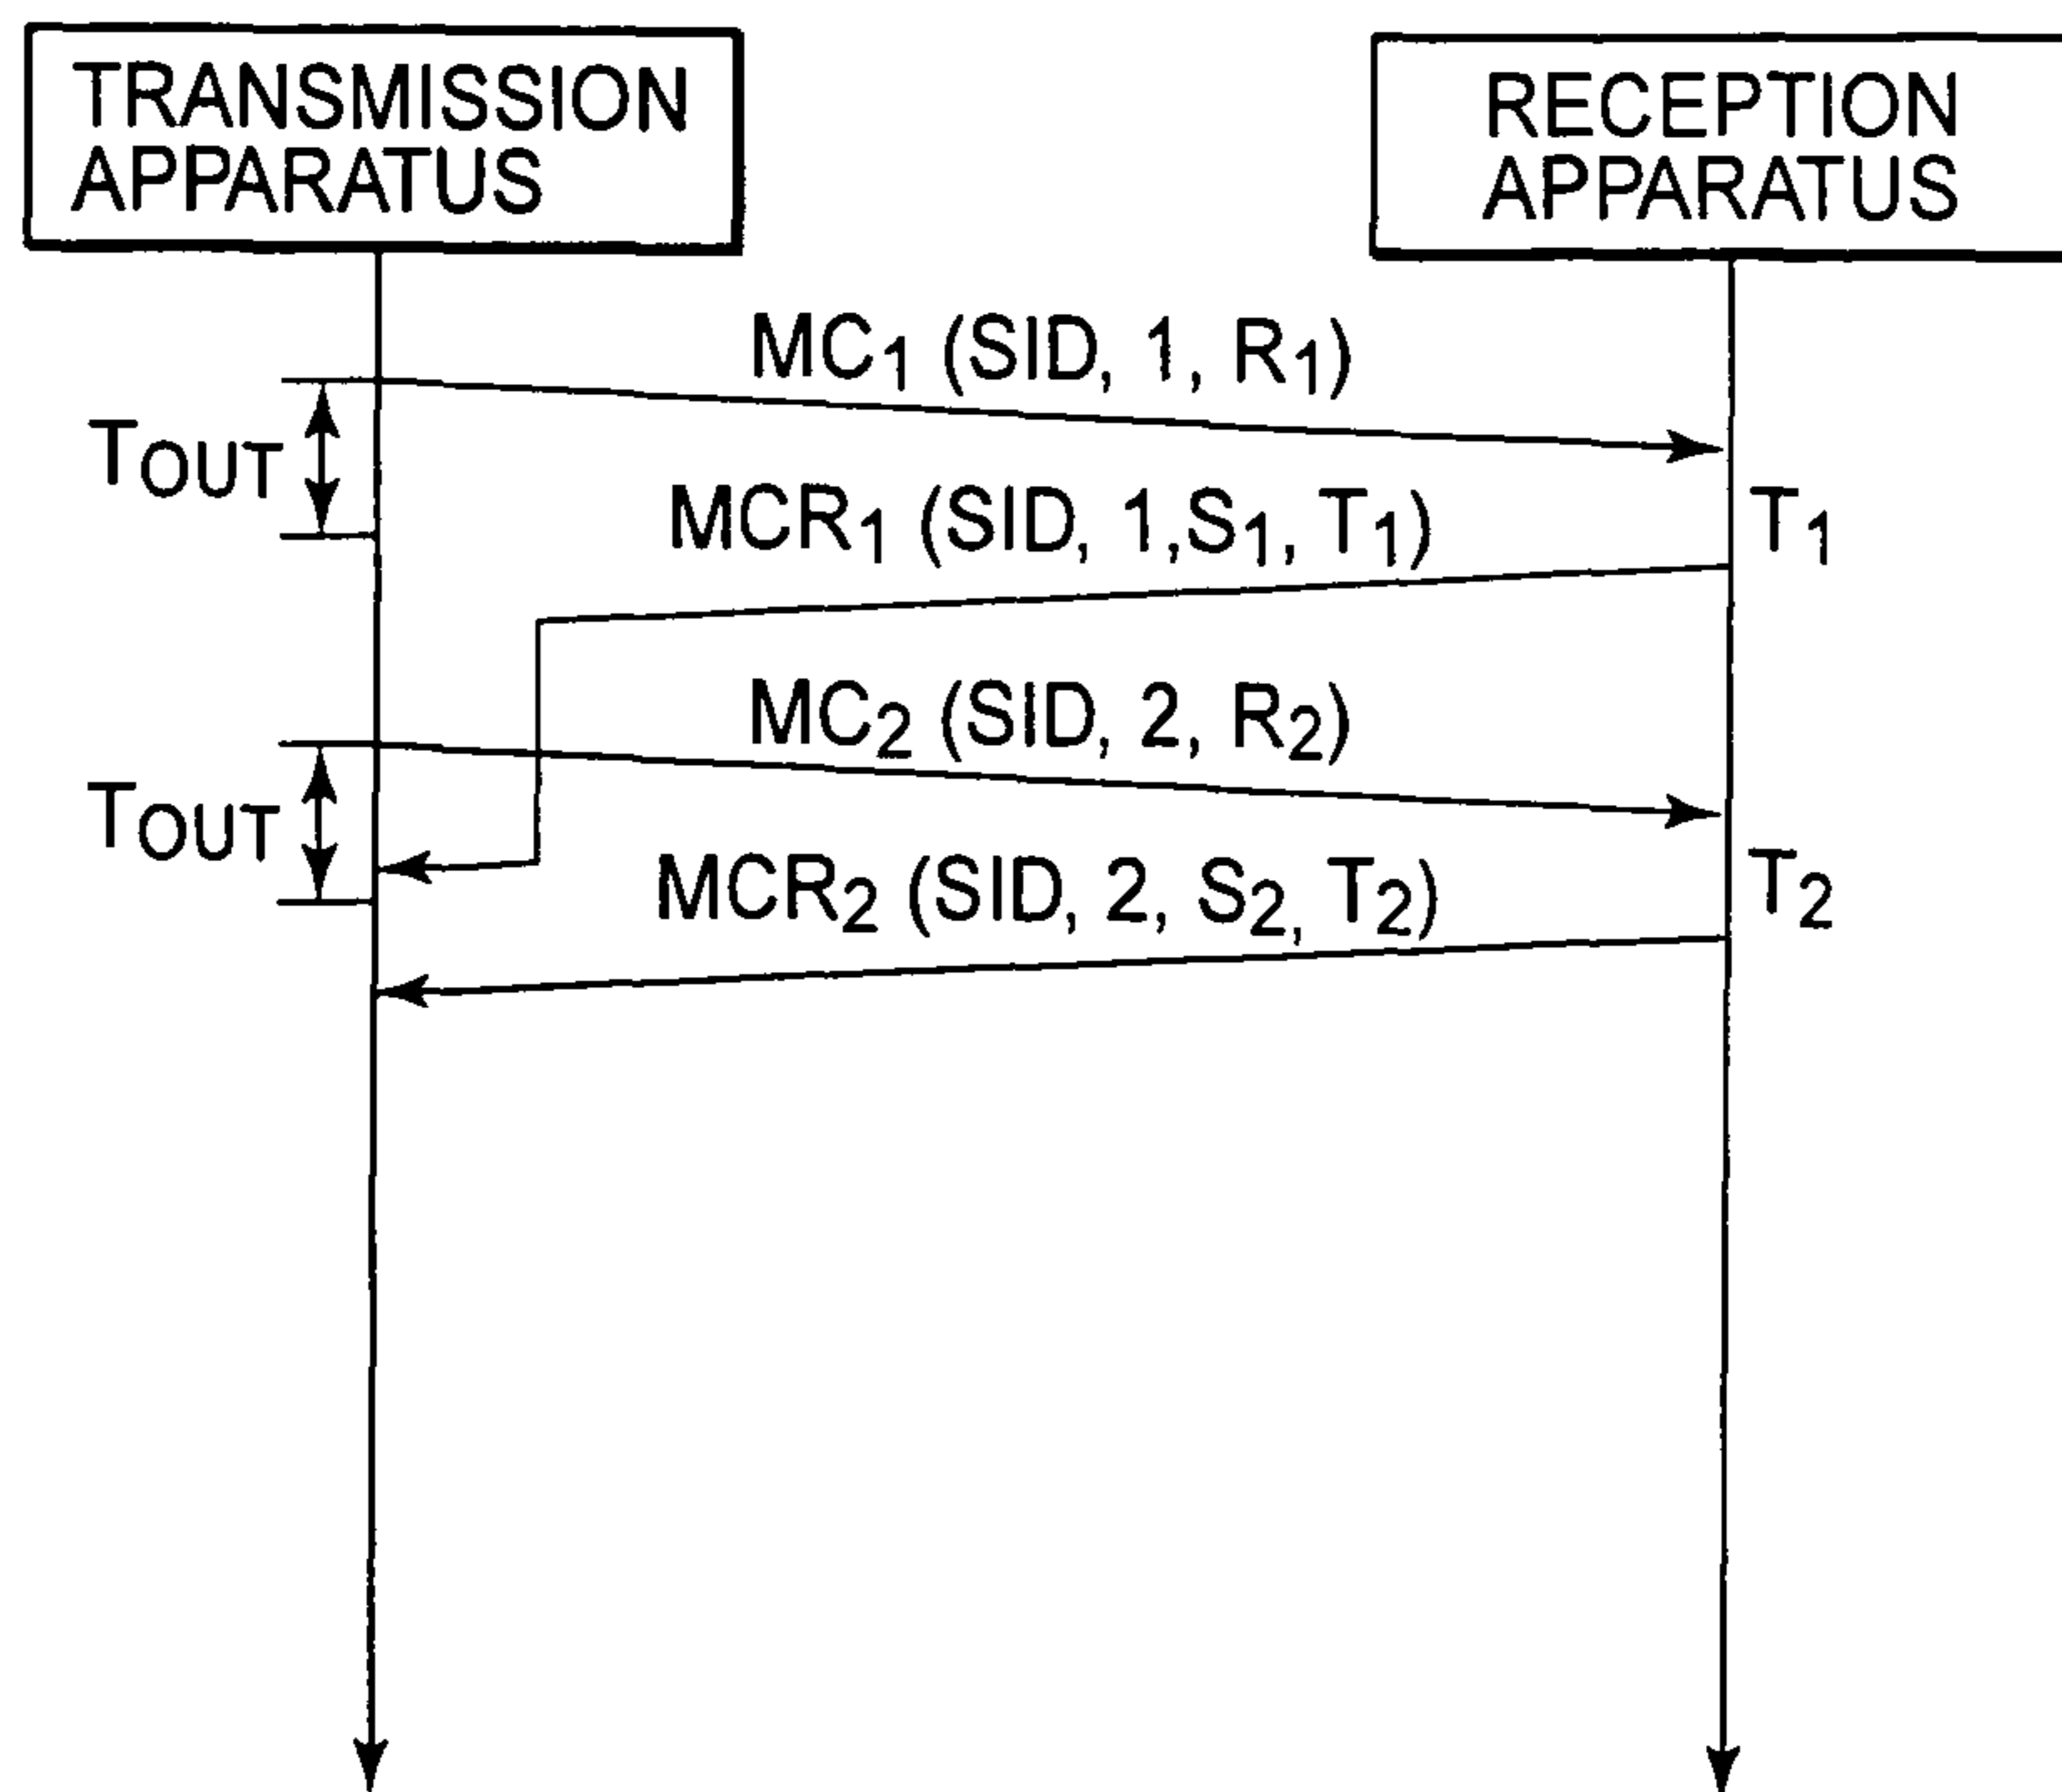 TRANSMISSION
APPARATUS
RECEPTION
APPARATUS
MC1 (SID, 1, R1)
TOUT
MCR1 (SID, 1,S1, T1)
T1
MC2 (SID, 2, R2)
TOUT
MCR2 (SID, 2, S2, T2)
T2